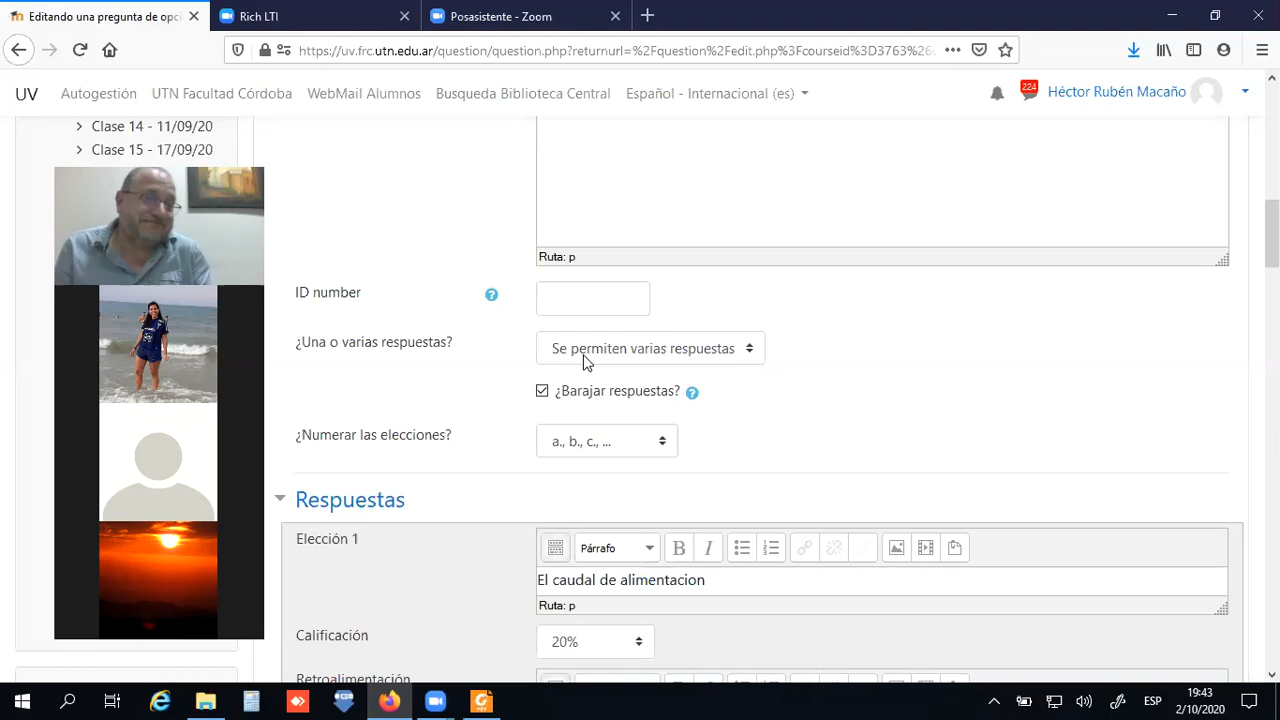 Editando una pregunta de opci
Rich LTI
Posasistente - Zoom
https://uv.frc.utn.edu.ar/question/question.php?returnurl=%2Fquestion%2Fedit.php%3Fcourseid%3D3763%26c
UV
Autogestión
UTN Facultad Córdoba
WebMail Alumnos
Busqueda Biblioteca Central
Español - Internacional (es)
224
Héctor Rubén Macaño
Clase 14 - 11/09/20
Clase 15 - 17/09/20
Ruta: p
ID number
¿Una o varias respuestas?
Se permiten varias respuestas
¿Barajar respuestas?
¿Numerar las elecciones?
a., b., c., ...
Respuestas
Elección 1
Párrafo
B I
El caudal de alimentacion
Ruta: p
Calificación
20%
Retroalimentación
ESP
19:43
2/10/2020